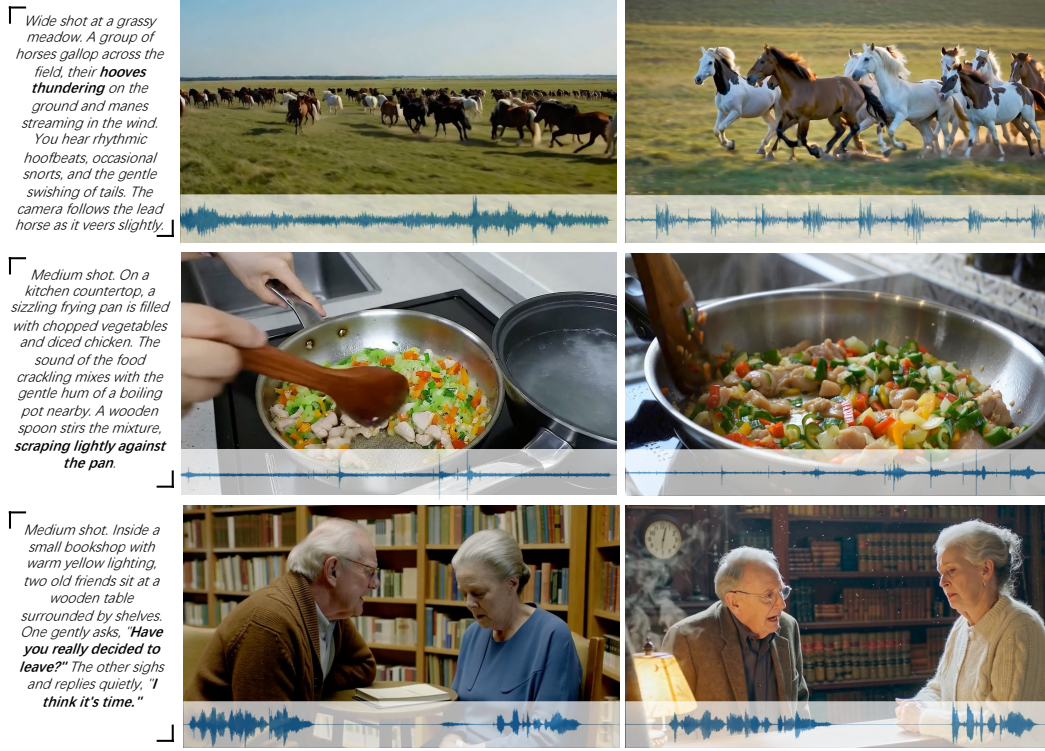 Wide shot at a grassy
meadow. A group of
horses gallop across the
field, their hooves
thundering on the
ground and manes
streaming in the wind.
You hear rhythmic
hoofbeats, occasional
snorts, and the gentle
swishing of tails. The
camera follows the lead
horse as it veers slightly.
Medium shot. On a
kitchen countertop, a
sizzling frying pan is filled
with chopped vegetables
and diced chicken. The
sound of the food
crackling mixes with the
gentle hum of a boiling
pot nearby. A wooden
spoon stirs the mixture,
scraping lightly against
the pan.
Medium shot. Inside a
small bookshop with
warm yellow lighting,
two old friends sit at a
wooden table
surrounded by shelves.
One gently asks, "Have
you really decided to
leave?" The other sighs
and replies quietly, "I
think it's time."